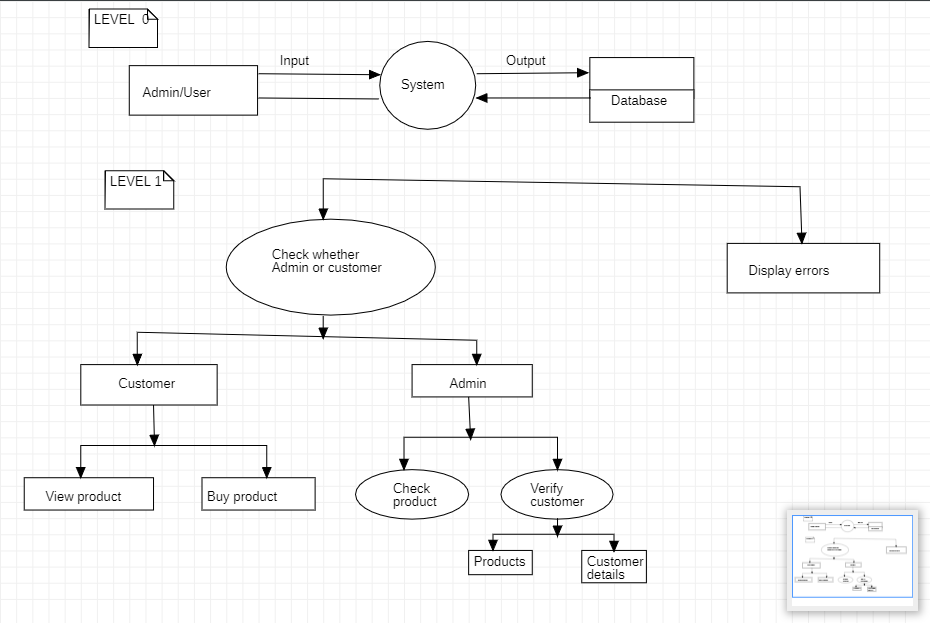 LEVEL 0
Input
Output
Admin/User
System
Database
LEVEL 1
Check whether
Admin or customer
Display errors
Customer
Admin
View product
Buy product
Check
product
Verify
customer
Products
Customer
details